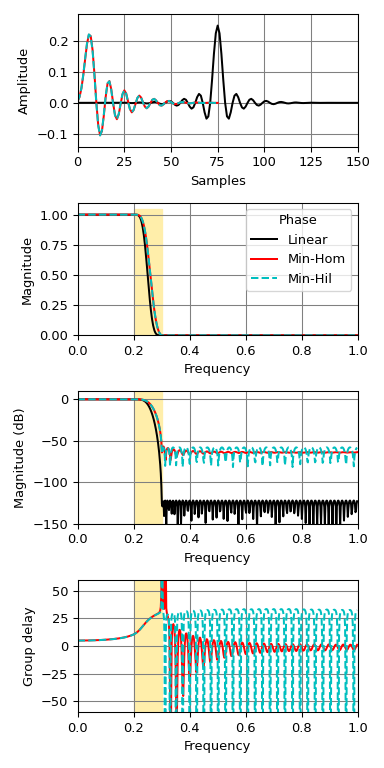 Amplitude
0.2
0.1
0.0
−0.1
0 25 50 75 100 125 150
Samples
Magnitude
1.00
0.75
0.50
0.25
0.00
Phase
Linear
Min-Hom
Min-Hil
0.0 0.2 0.4 0.6 0.8 1.0
Frequency
Magnitude (dB)
0
−50
−100
−150
0.0 0.2 0.4 0.6 0.8 1.0
Frequency
Group delay
50
25
0
−25
−50
0.0 0.2 0.4 0.6 0.8 1.0
Frequency